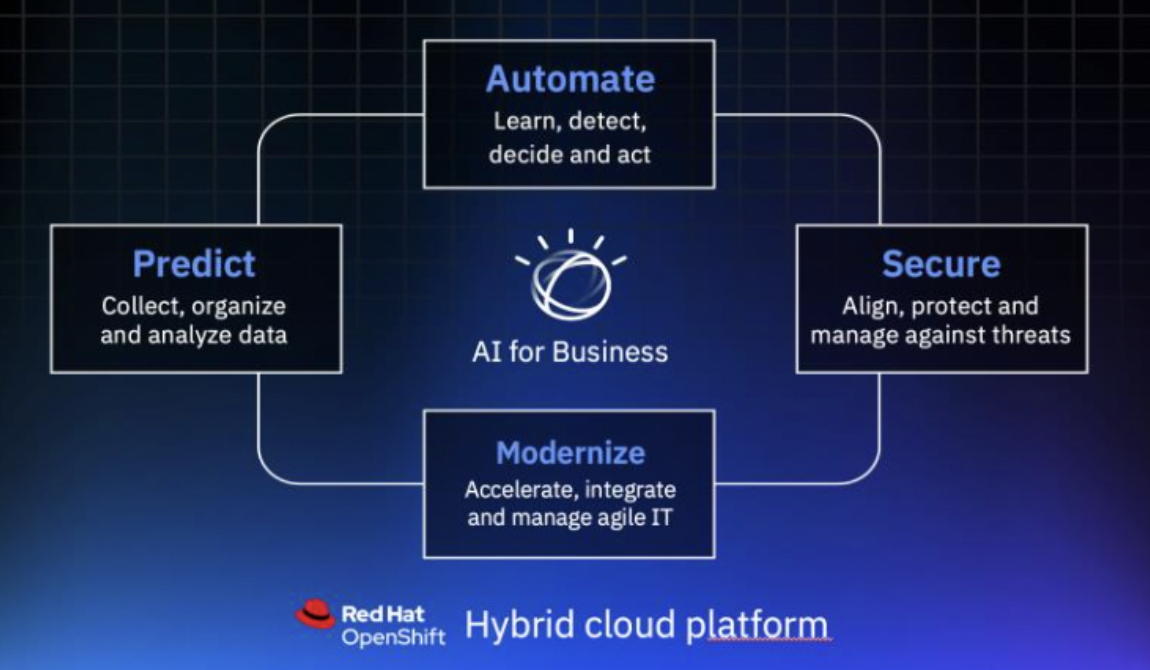 Automate
Learn, detect,
decide and act
Predict
Collect, organize
and analyze data
Secure
Align, protect and
manage against threats
AI for Business
Modernize
Accelerate, integrate
and manage agile IT
Red Hat
OpenShift
Hybrid cloud platform